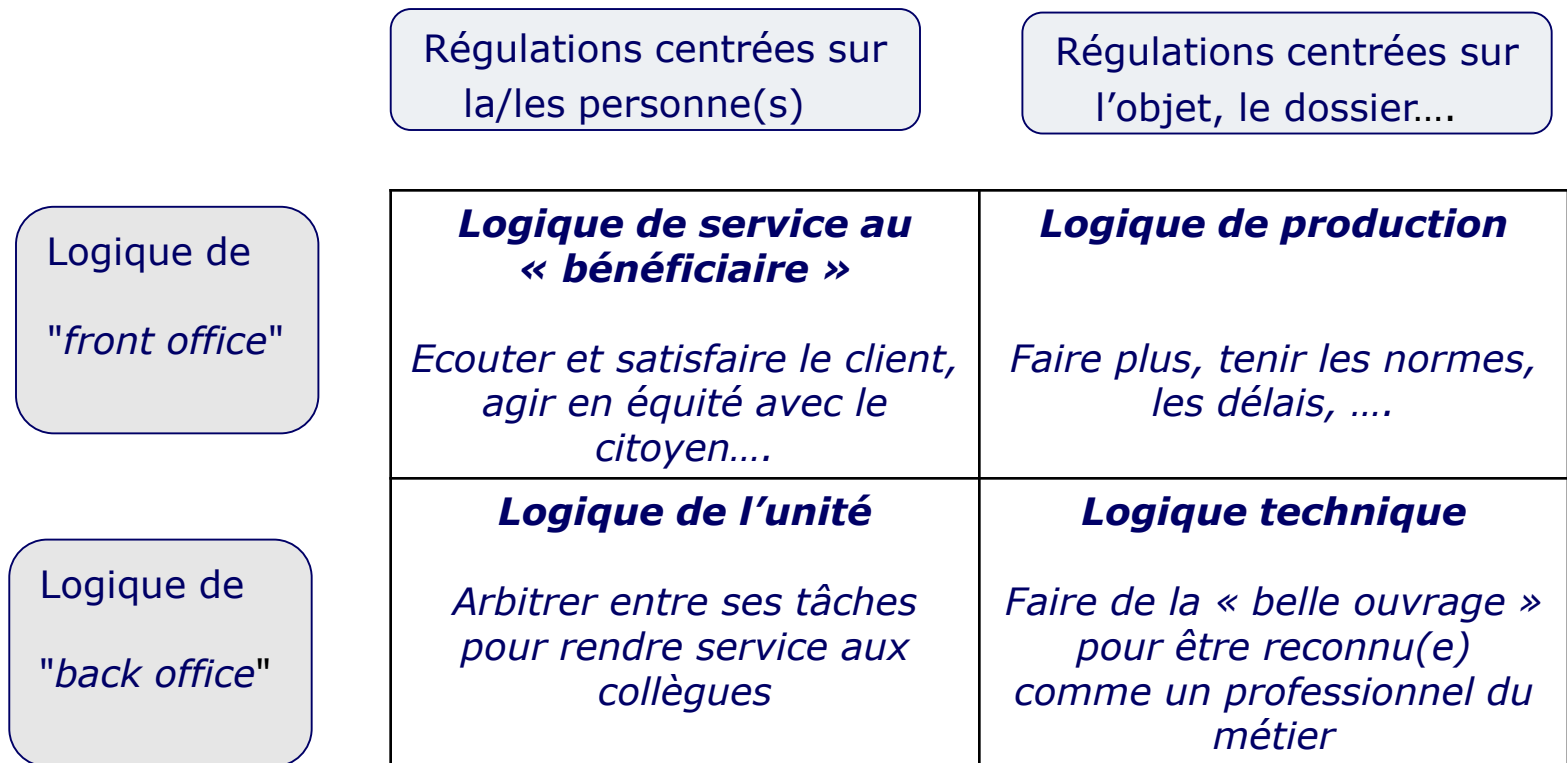 Régulations centrées sur
la/les personne(s)
Régulations centrées sur
l’objet, le dossier….
Logique de
"front office"
Logique de service au
« bénéficiaire »
Ecouter et satisfaire le client,
agir en équité avec le
citoyen….
Logique de production
Faire plus, tenir les normes,
les délais, ….
Logique de
"back office"
Logique de l’unité
Arbitrer entre ses tâches
pour rendre service aux
collègues
Logique technique
Faire de la « belle ouvrage »
pour être reconnu(e)
comme un professionnel du
métier